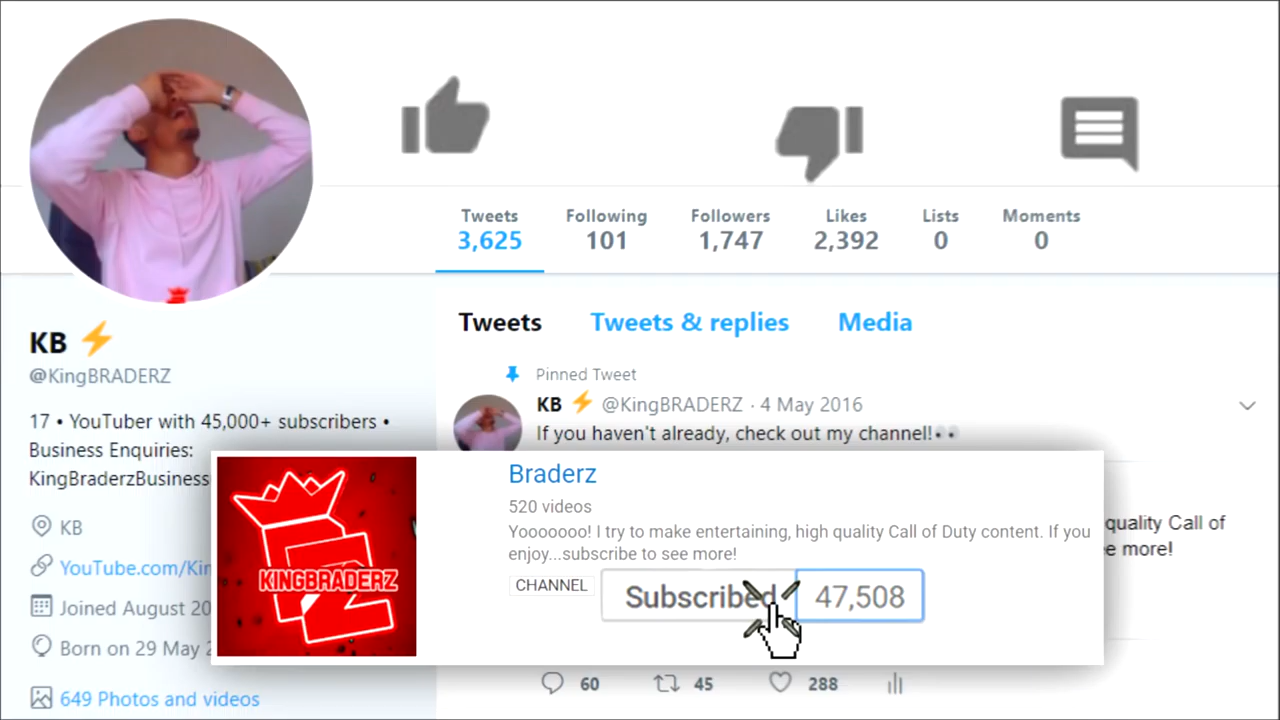 Tweets Following Followers Likes Lists Moments
3,625 101 1,747 2,392 0 0
KB ⚡
@KingBRADERZ
17 • YouTuber with 45,000+ subscribers •
Business Enquiries:
KingBraderzBusiness
KB
YouTube.com/Kin
Joined August 20
Born on 29 May 2
649 Photos and videos
Tweets Tweets & replies Media
Pinned Tweet
KB ⚡ @KingBRADERZ · 4 May 2016
If you haven't already, check out my channel!👀
quality Call of
e more!
KINGBRADERZ
Braderz
520 videos
Yooooooo! I try to make entertaining, high quality Call of Duty content. If you
enjoy...subscribe to see more!
CHANNEL
Subscribed 47,508
60 45 288